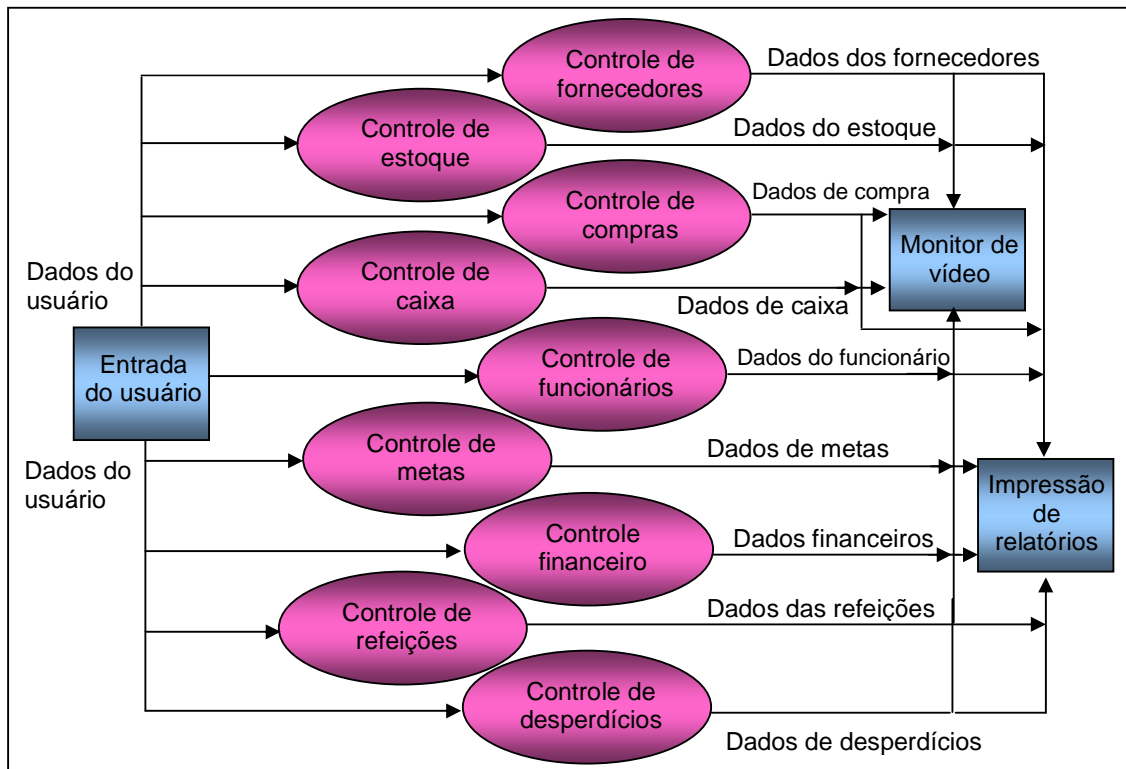 Controle de
fornecedores
Dados dos fornecedores
Controle de
estoque
Dados do estoque
Controle de
compras
Dados de compra
Monitor de
vídeo
Dados do
usuário
Controle de
caixa
Dados de caixa
Entrada
do usuário
Controle de
funcionários
Dados do funcionário
Dados do
usuário
Controle de
metas
Dados de metas
Impressão
de
relatórios
Controle
financeiro
Dados financeiros
Controle de
refeições
Dados das refeições
Controle de
desperdícios
Dados de desperdícios